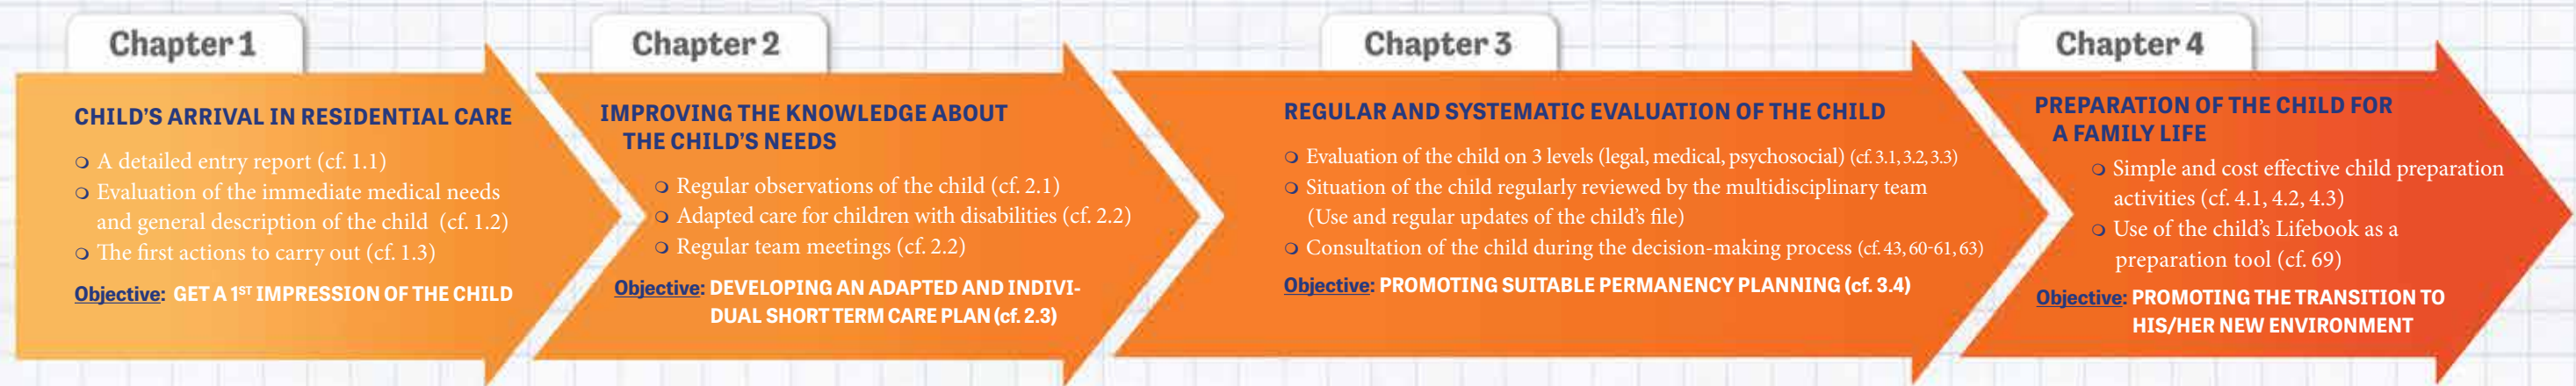 Chapter 1
CHILD'S ARRIVAL IN RESIDENTIAL CARE
A detailed entry report (cf. 1.1)
Evaluation of the immediate medical needs
and general description of the child (cf. 1.2)
The first actions to carry out (cf. 1.3)
Objective: GET A 1ST IMPRESSION OF THE CHILD
Chapter 2
IMPROVING THE KNOWLEDGE ABOUT
THE CHILD'S NEEDS
Regular observations of the child (cf. 2.1)
Adapted care for children with disabilities (cf. 2.2)
Regular team meetings (cf. 2.2)
Objective: DEVELOPING AN ADAPTED AND INDIVI-
DUAL SHORT TERM CARE PLAN (cf. 2.3)
Chapter 3
REGULAR AND SYSTEMATIC EVALUATION OF THE CHILD
Evaluation of the child on 3 levels (legal, medical, psychosocial) (cf. 3.1, 3.2, 3.3)
Situation of the child regularly reviewed by the multidisciplinary team
(Use and regular updates of the child's file)
Consultation of the child during the decision-making process (cf. 43, 60-61, 63)
Objective: PROMOTING SUITABLE PERMANENCY PLANNING (cf. 3.4)
Chapter 4
PREPARATION OF THE CHILD FOR
A FAMILY LIFE
Simple and cost effective child preparation
activities (cf. 4.1, 4.2, 4.3)
Use of the child's Lifebook as a
preparation tool (cf. 69)
Objective: PROMOTING THE TRANSITION TO
HIS/HER NEW ENVIRONMENT